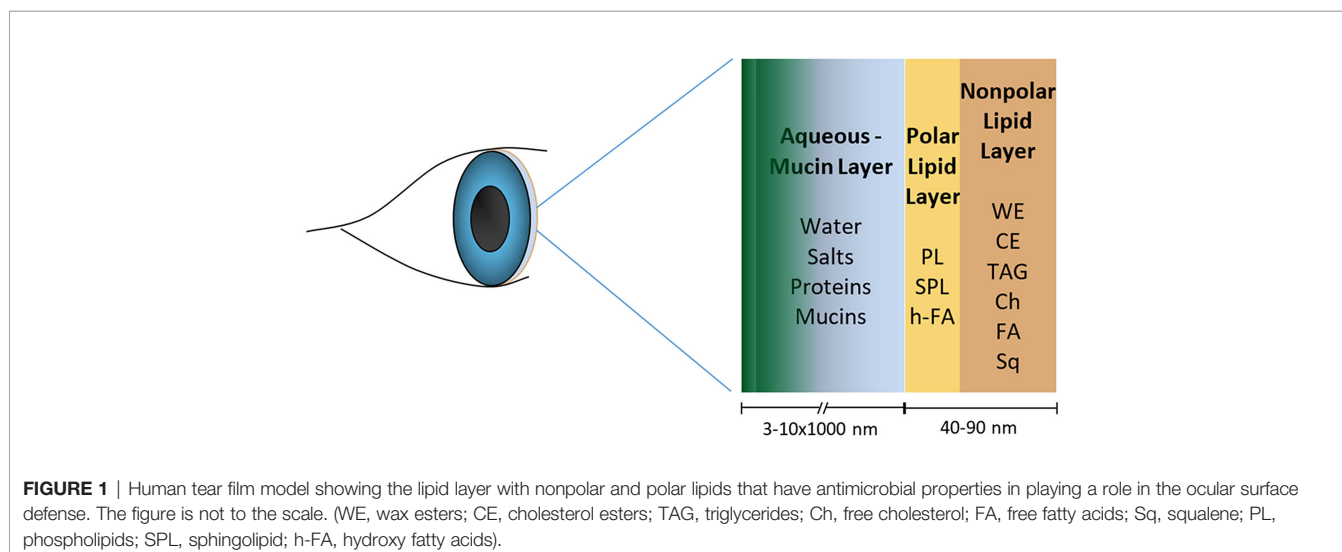 Aqueous -
Mucin Layer
Water
Salts
Proteins
Mucins
Polar
Lipid
Layer
PL
SPL
h-FA
Nonpolar
Lipid
Layer
WE
CE
TAG
Ch
FA
Sq
3-10x1000 nm
40-90 nm
FIGURE 1 | Human tear film model showing the lipid layer with nonpolar and polar lipids that have antimicrobial properties in playing a role in the ocular surface
defense. The figure is not to the scale. (WE, wax esters; CE, cholesterol esters; TAG, triglycerides; Ch, free cholesterol; FA, free fatty acids; Sq, squalene; PL,
phospholipids; SPL, sphingolipid; h-FA, hydroxy fatty acids).